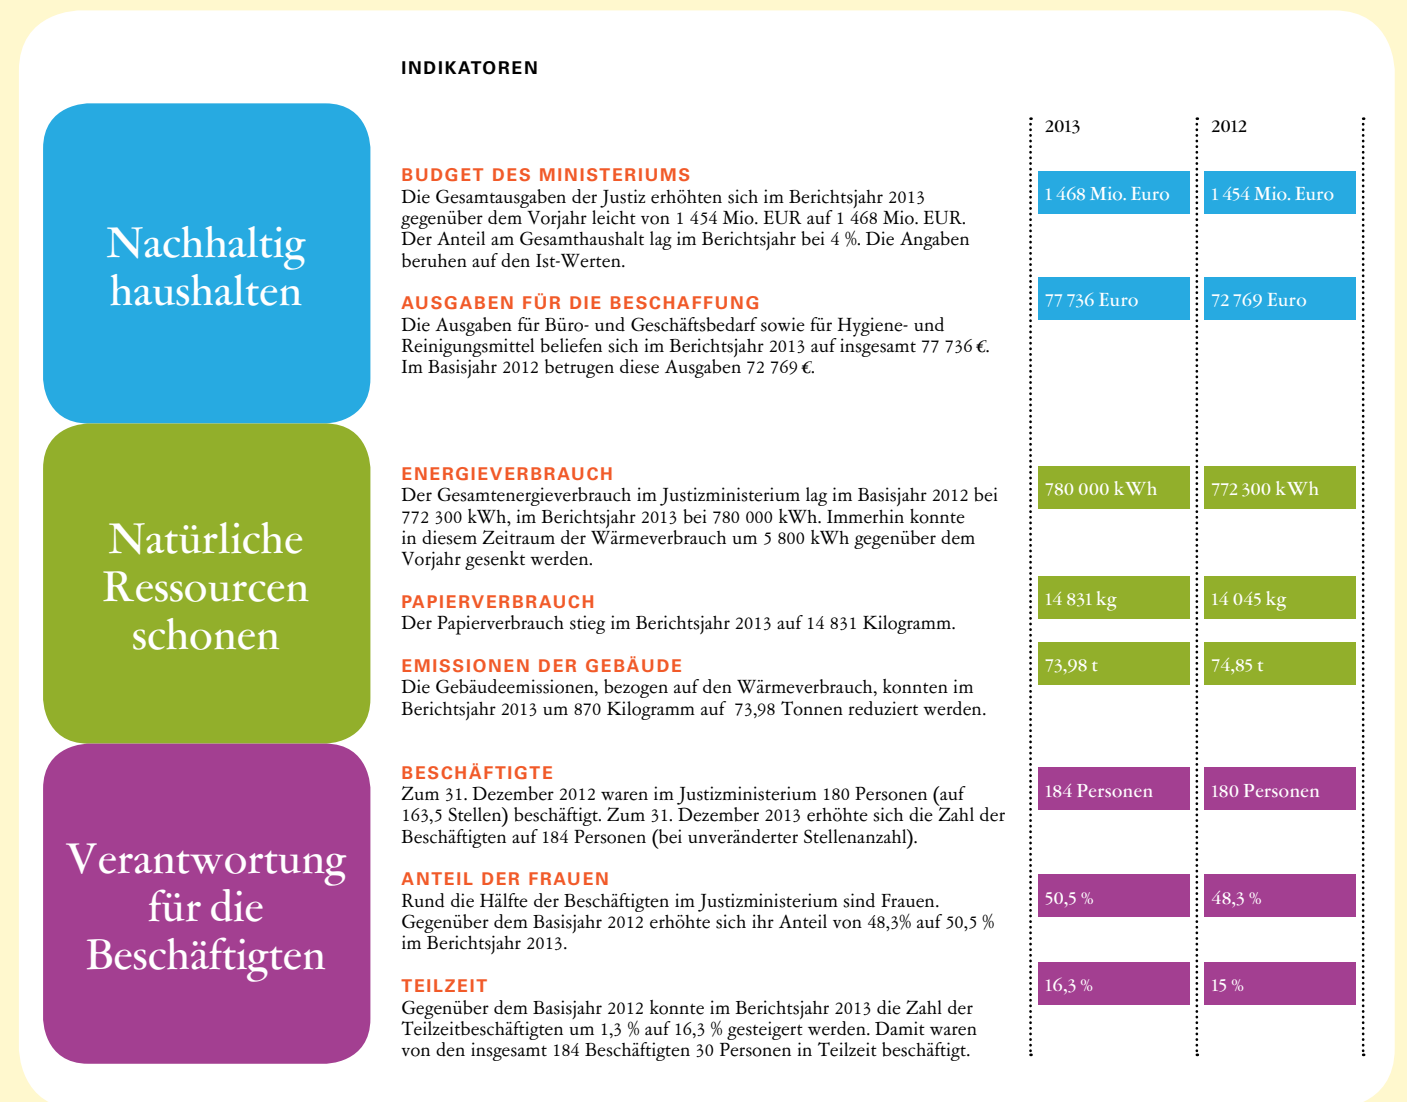 INDIKATOREN
2013
2012
Nachhaltig
haushalten
BUDGET DES MINISTERIUMS
Die Gesamtausgaben der Justiz erhöhten sich im Berichtsjahr 2013
gegenüber dem Vorjahr leicht von 1 454 Mio. EUR auf 1 468 Mio. EUR.
Der Anteil am Gesamthaushalt lag im Berichtsjahr bei 4 %. Die Angaben
beruhen auf den Ist-Werten.
1 468 Mio. Euro
1 454 Mio. Euro
AUSGABEN FÜR DIE BESCHAFFUNG
Die Ausgaben für Büro- und Geschäftsbedarf sowie für Hygiene- und
Reinigungsmittel beliefen sich im Berichtsjahr 2013 auf insgesamt 77 736 €.
Im Basisjahr 2012 betrugen diese Ausgaben 72 769 €.
77 736 Euro
72 769 Euro
Natürliche
Ressourcen
schonen
ENERGIEVERBRAUCH
Der Gesamtenergieverbrauch im Justizministerium lag im Basisjahr 2012 bei
772 300 kWh, im Berichtsjahr 2013 bei 780 000 kWh. Immerhin konnte
in diesem Zeitraum der Wärmeverbrauch um 5 800 kWh gegenüber dem
Vorjahr gesenkt werden.
780 000 kWh
772 300 kWh
PAPIERVERBRAUCH
Der Papierverbrauch stieg im Berichtsjahr 2013 auf 14 831 Kilogramm.
14 831 kg
14 045 kg
EMISSIONEN DER GEBÄUDE
Die Gebäudeemissionen, bezogen auf den Wärmeverbrauch, konnten im
Berichtsjahr 2013 um 870 Kilogramm auf 73,98 Tonnen reduziert werden.
73,98 t
74,85 t
Verantwortung
für die
Beschäftigten
BESCHÄFTIGTE
Zum 31. Dezember 2012 waren im Justizministerium 180 Personen (auf
163,5 Stellen) beschäftigt. Zum 31. Dezember 2013 erhöhte sich die Zahl der
Beschäftigten auf 184 Personen (bei unveränderter Stellenanzahl).
184 Personen
180 Personen
ANTEIL DER FRAUEN
Rund die Hälfte der Beschäftigten im Justizministerium sind Frauen.
Gegenüber dem Basisjahr 2012 erhöhte sich ihr Anteil von 48,3% auf 50,5 %
im Berichtsjahr 2013.
50,5 %
48,3 %
TEILZEIT
Gegenüber dem Basisjahr 2012 konnte im Berichtsjahr 2013 die Zahl der
Teilzeitbeschäftigten um 1,3 % auf 16,3 % gesteigert werden. Damit waren
von den insgesamt 184 Beschäftigten 30 Personen in Teilzeit beschäftigt.
16,3 %
15 %